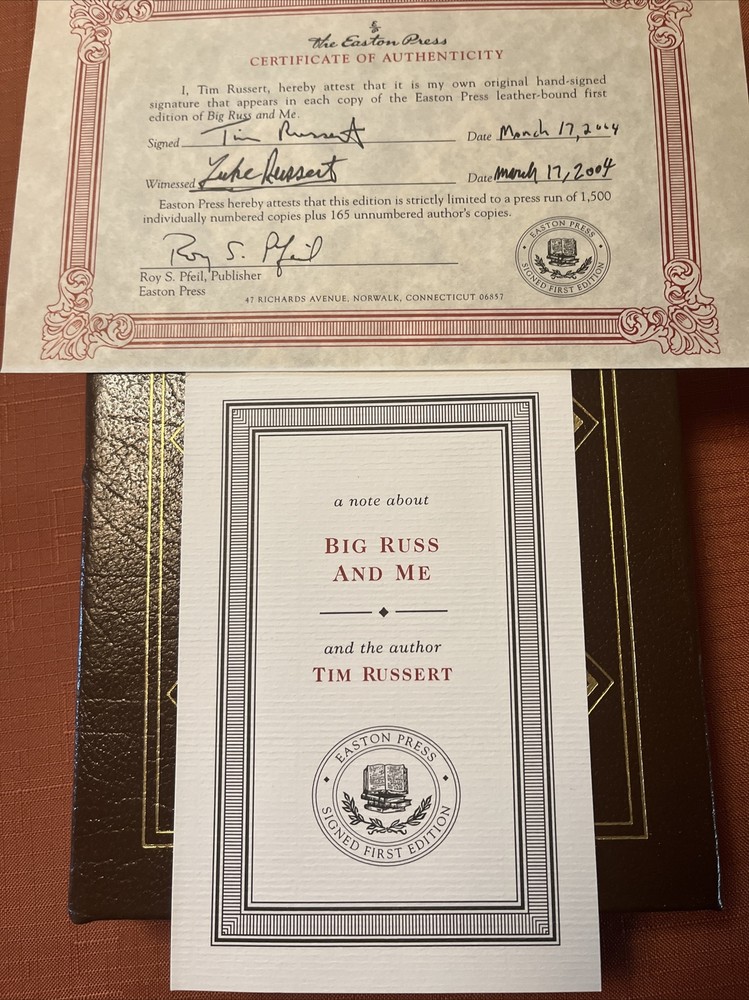 The Easton Press
CERTIFICATE OF AUTHENTICITY
I, Tim Russert, hereby attest that it is my own original hand-signed
signature that appears in each copy of the Easton Press leather-bound first
edition of Big Russ and Me.
Signed Tim Russert Date March 17, 2004
Witnessed Luke Russert Date March 17, 2004
Easton Press hereby attests that this edition is strictly limited to a press run of 1,500
individually numbered copies plus 165 unnumbered author's copies.
Roy S. Pfeil
Roy S. Pfeil, Publisher
Easton Press
47 RICHARDS AVENUE, NORWALK, CONNECTICUT 06857
EASTON PRESS
SIGNED FIRST EDITION
a note about
BIG RUSS
AND ME
and the author
TIM RUSSERT
EASTON PRESS
SIGNED FIRST EDITION